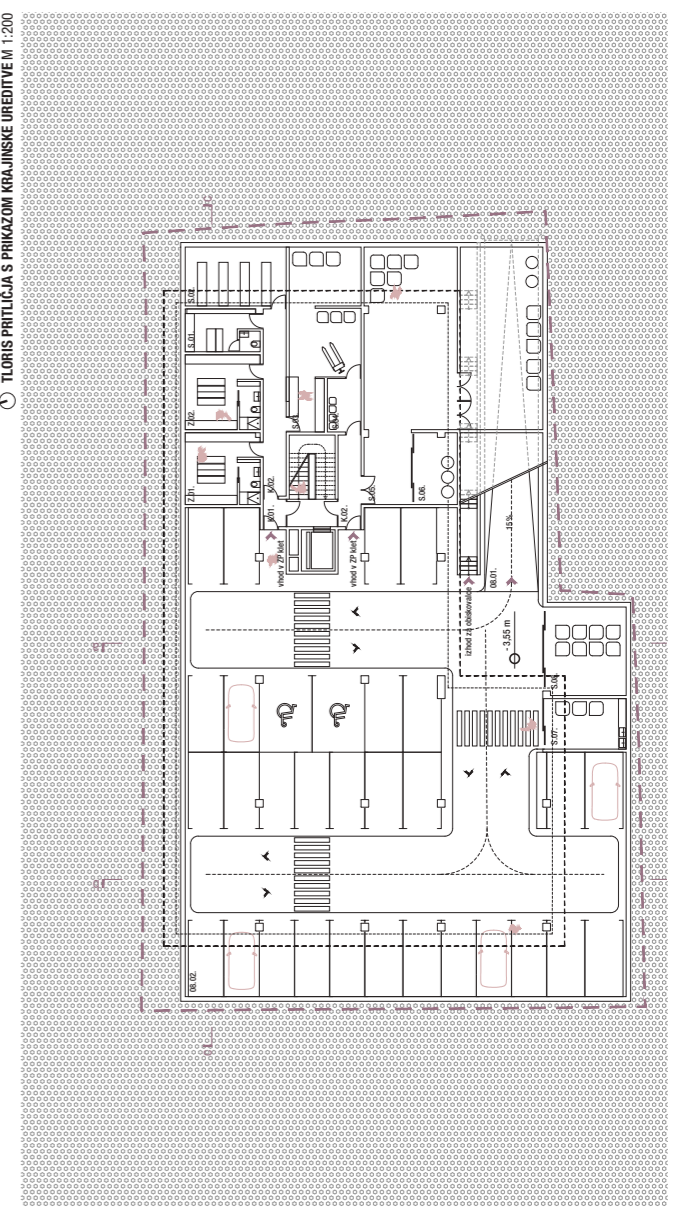 TLORIS PRITLIČJA S PRIKAZOM KRAJINSKE UREDITVE M 1:200
S.02.
S.01.
Z.02.
Z.01.
S.03.
S.04.
K.02.
K.01.
K.02.
S.05.
S.06.
vhod v ZP klet
vhod v ZP klet
izhod za obiskovalce
08.01.
15%
- 3,55 m
S.08.
S.07.
08.02.